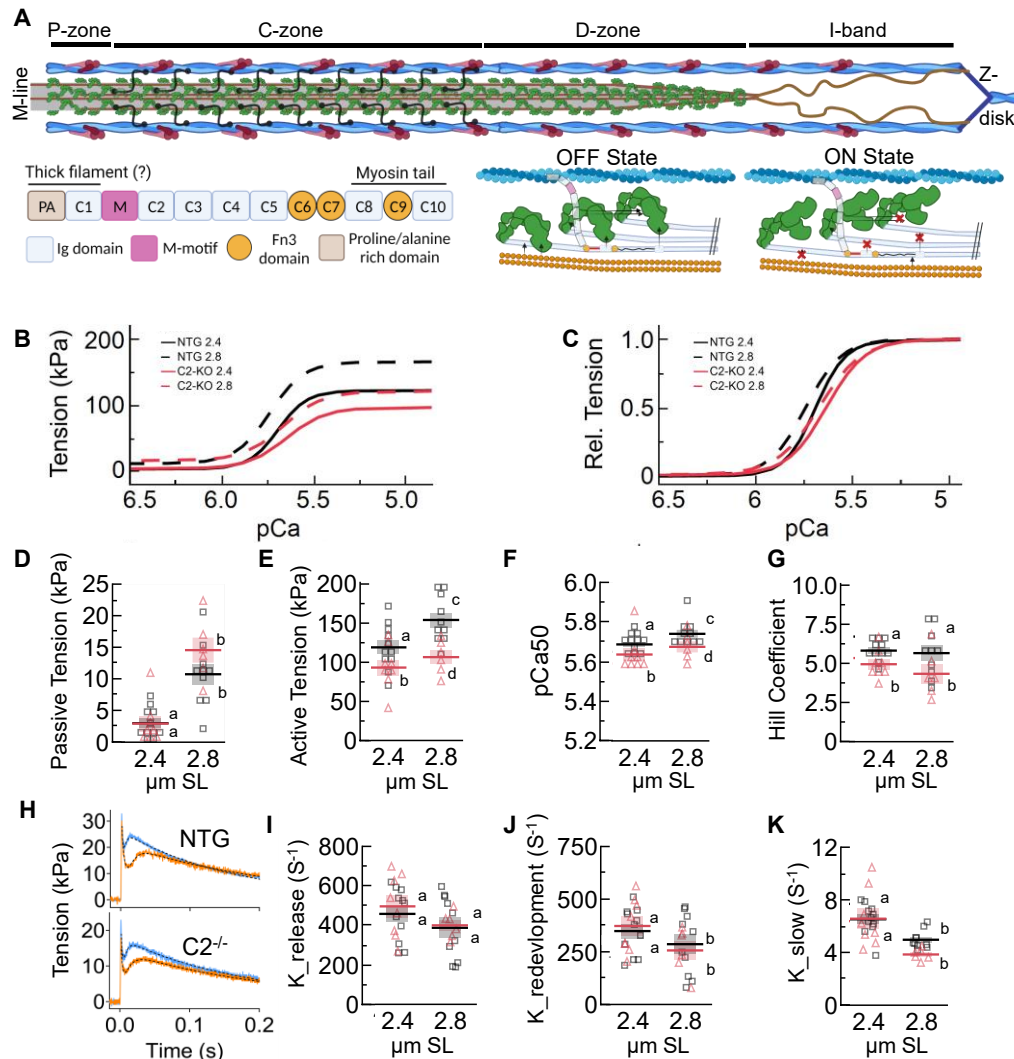 A
P-zone C-zone D-zone I-band
M-line
Z-
disk
Thick filament (?) Myosin tail
PA C1 M C2 C3 C4 C5 C6 C7 C8 C9 C10
Ig domain M-motif Fn3 domain Proline/alanine rich domain
OFF State ON State
B
Tension (kPa)
200
100
0
NTG 2.4
NTG 2.8
C2-KO 2.4
C2-KO 2.8
6.5 6.0 5.5 5.0
pCa
C
Rel. Tension
1.0
0.5
0
NTG 2.4
NTG 2.8
C2-KO 2.4
C2-KO 2.8
6.5 6 5.5 5
pCa
D
Passive Tension (kPa)
25
20
15
10
5
0
a
a
b
b
2.4 2.8
µm SL
E
Active Tension (kPa)
200
150
100
50
0
a
b
c
d
2.4 2.8
µm SL
F
pCa50
6.0
5.8
5.6
5.4
5.2
a
b
c
d
2.4 2.8
µm SL
G
Hill Coefficient
10.0
7.5
5.0
2.5
0
a
b
a
b
2.4 2.8
µm SL
H
Tension (kPa)
30
20
10
0
NTG
20
10
0
C2-/-
0.0 0.1 0.2
Time (s)
I
K_release (S-1)
800
600
400
200
0
a
a
a
a
2.4 2.8
µm SL
J
K_redevlopment (S-1)
750
500
250
0
a
a
b
b
2.4 2.8
µm SL
K
K_slow (S-1)
12
8
4
0
a
a
b
b
2.4 2.8
µm SL